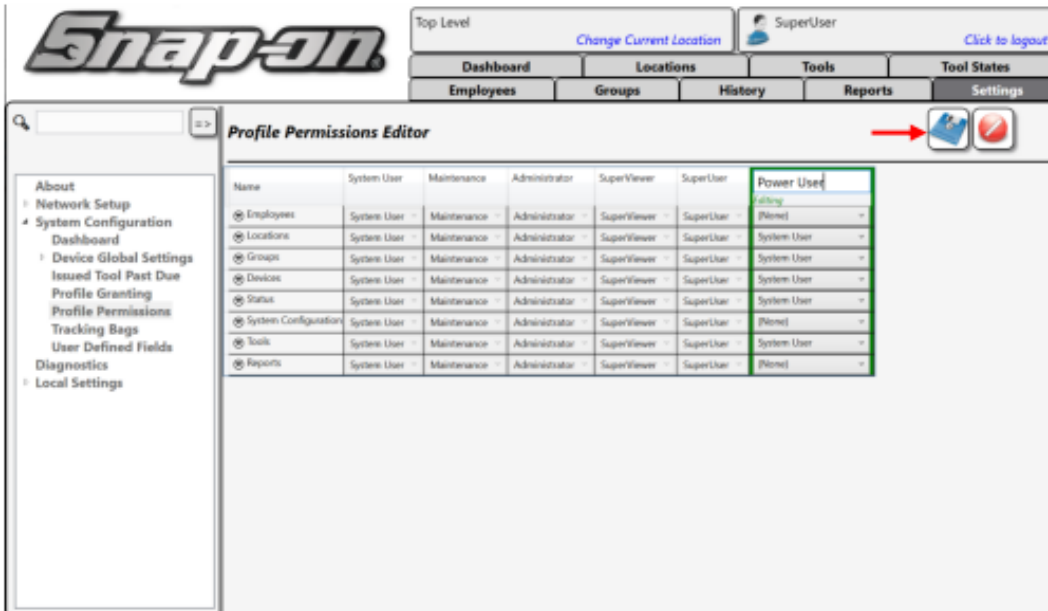 Snap-on
Top Level
Change Current Location
SuperUser
Click to logout
Dashboard Locations Tools Tool States
Employees Groups History Reports Settings
=>
Profile Permissions Editor
About
Network Setup
System Configuration
Dashboard
Device Global Settings
Issued Tool Past Due
Profile Granting
Profile Permissions
Tracking Bags
User Defined Fields
Diagnostics
Local Settings
Name System User Maintenance Administrator SuperViewer SuperUser Power User
Editing
Employees System User Maintenance Administrator SuperViewer SuperUser (None)
Locations System User Maintenance Administrator SuperViewer SuperUser System User
Groups System User Maintenance Administrator SuperViewer SuperUser System User
Devices System User Maintenance Administrator SuperViewer SuperUser System User
Status System User Maintenance Administrator SuperViewer SuperUser System User
System Configuration System User Maintenance Administrator SuperViewer SuperUser (None)
Tools System User Maintenance Administrator SuperViewer SuperUser System User
Reports System User Maintenance Administrator SuperViewer SuperUser (None)